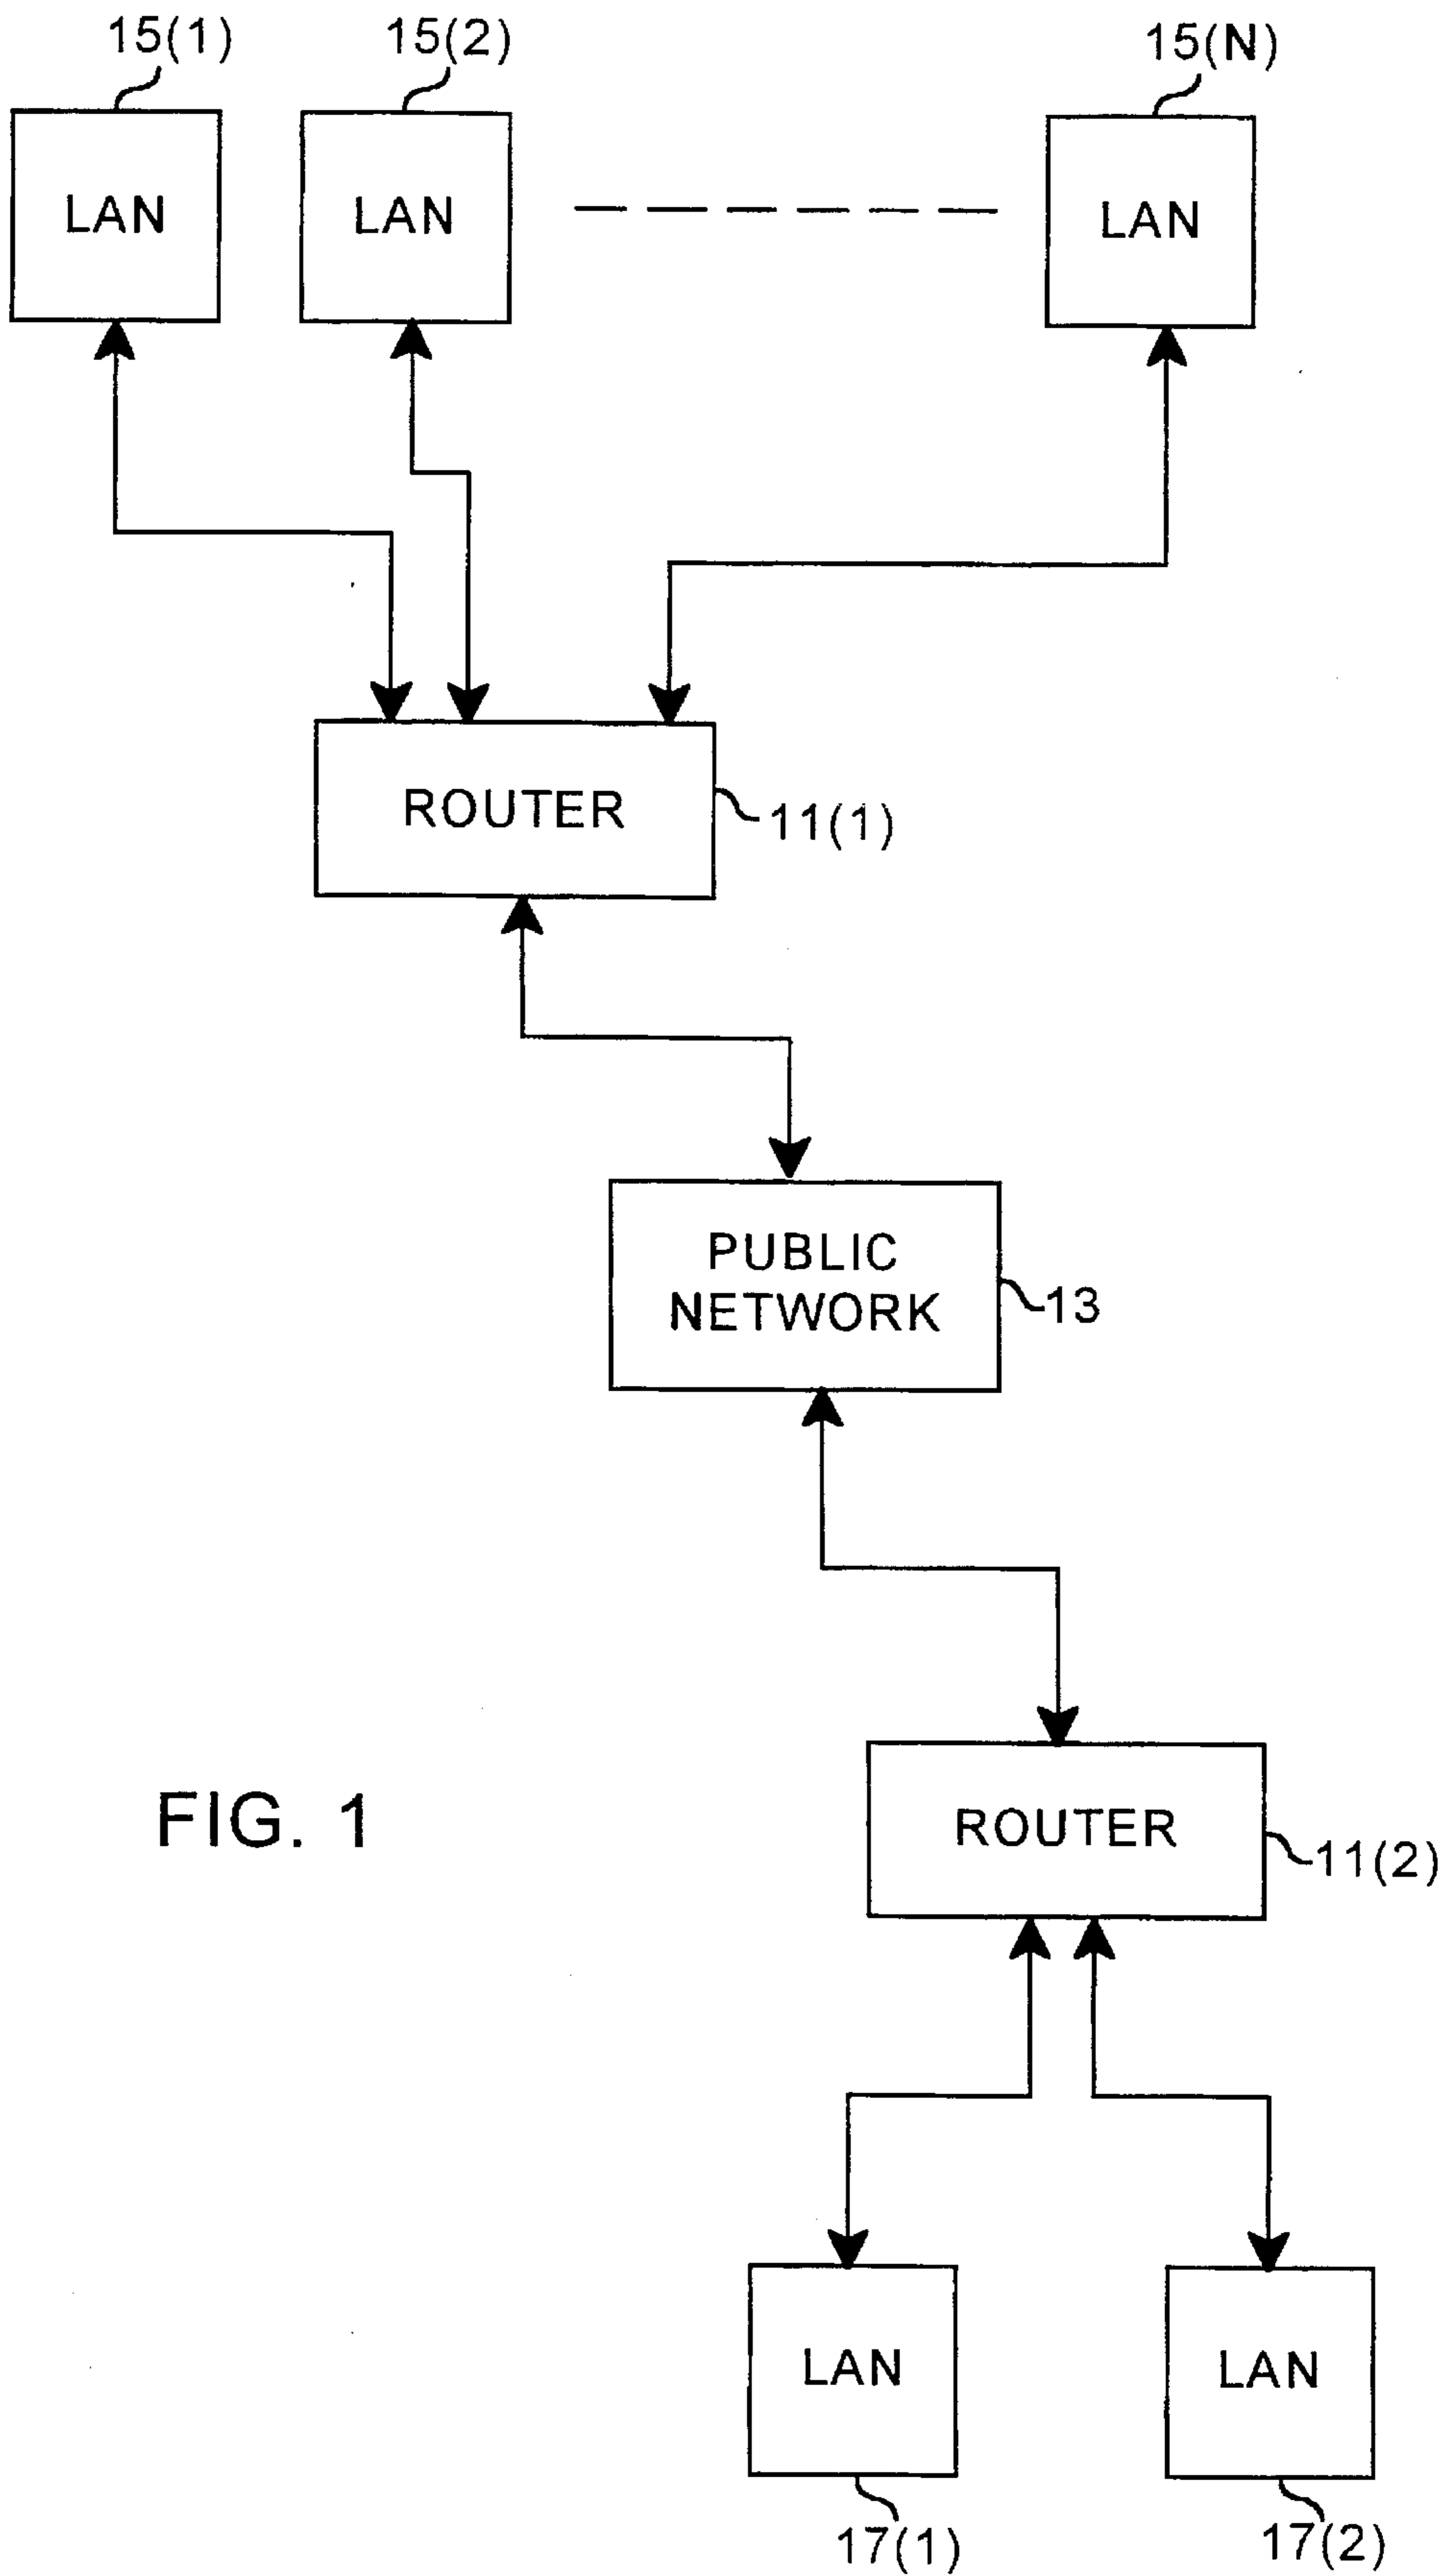 15(1) 15(2) 15(N)
LAN LAN LAN
ROUTER
11(1)
PUBLIC
NETWORK
13
ROUTER
11(2)
FIG. 1
LAN LAN
17(1) 17(2)